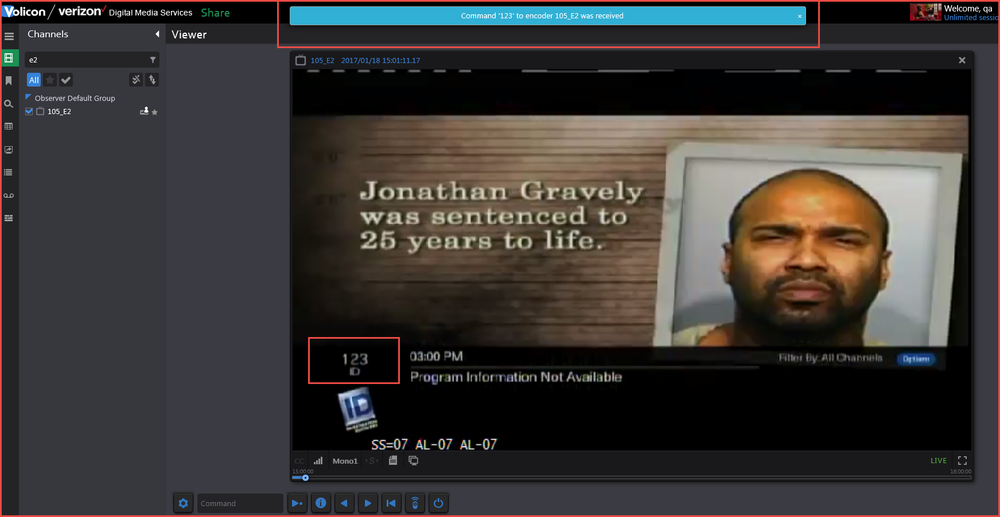 Volicon / verizon✓ Digital Media Services Share
Command '123' to encoder 105_E2 was received ×
Welcome, qa
Unlimited sessio
Channels
Viewer
e2
105_E2 2017/01/18 15:01:11.17
All
Observer Default Group
105_E2
Jonathan Gravely
was sentenced to
25 years to life.
123
ID
03:00 PM
Filter By:All Channels
Options
Program Information Not Available
ID
SS=07 AL-07 AL-07
CC Mono1 S LIVE
15:00:00 16:00:00
Command